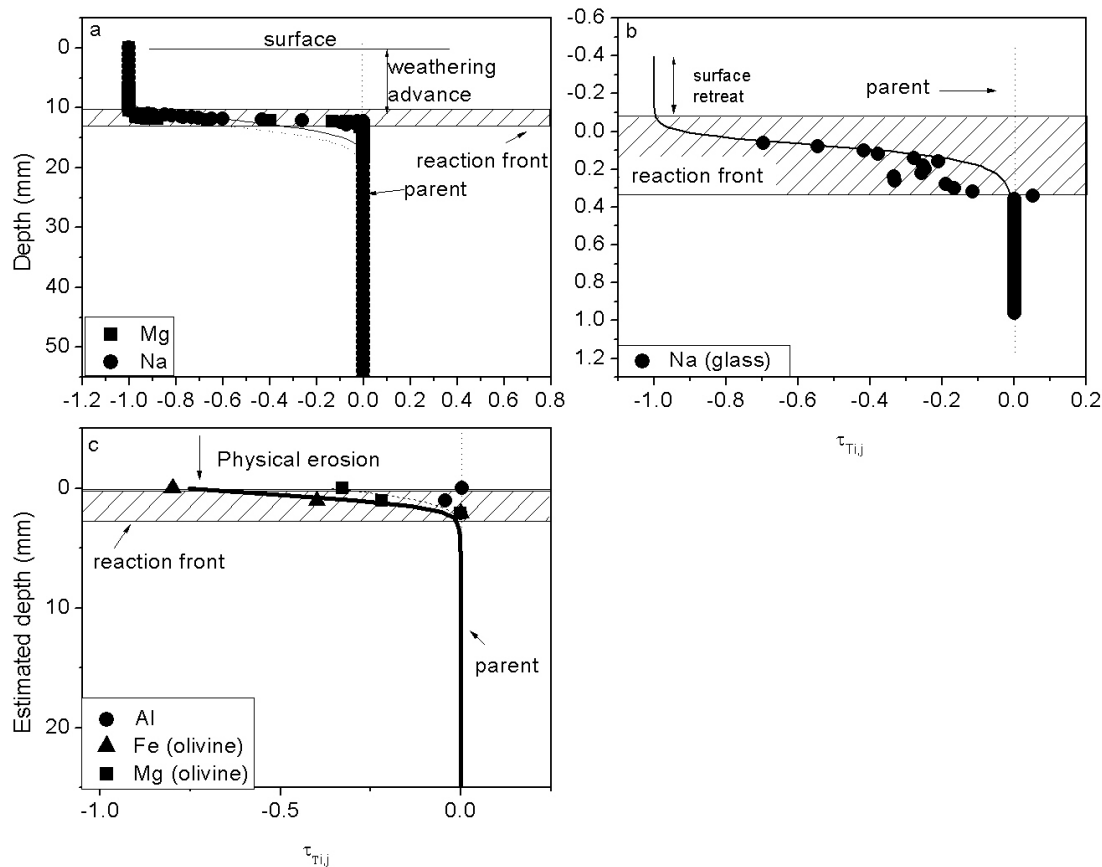 a
surface
weathering
advance
reaction front
parent
Depth (mm)
0
10
20
30
40
50
-1.2 -1.0 -0.8 -0.6 -0.4 -0.2 0.0 0.2 0.4 0.6 0.8
Mg
Na
b
surface
retreat
parent
reaction front
-0.6
-0.4
-0.2
0.0
0.2
0.4
0.6
0.8
1.0
1.2
-1.0 -0.8 -0.6 -0.4 -0.2 0.0 0.2
Na (glass)
τTi,j
c
Physical erosion
reaction front
parent
Estimated depth (mm)
0
10
20
-1.0 -0.5 0.0
Al
Fe (olivine)
Mg (olivine)
τTi,j